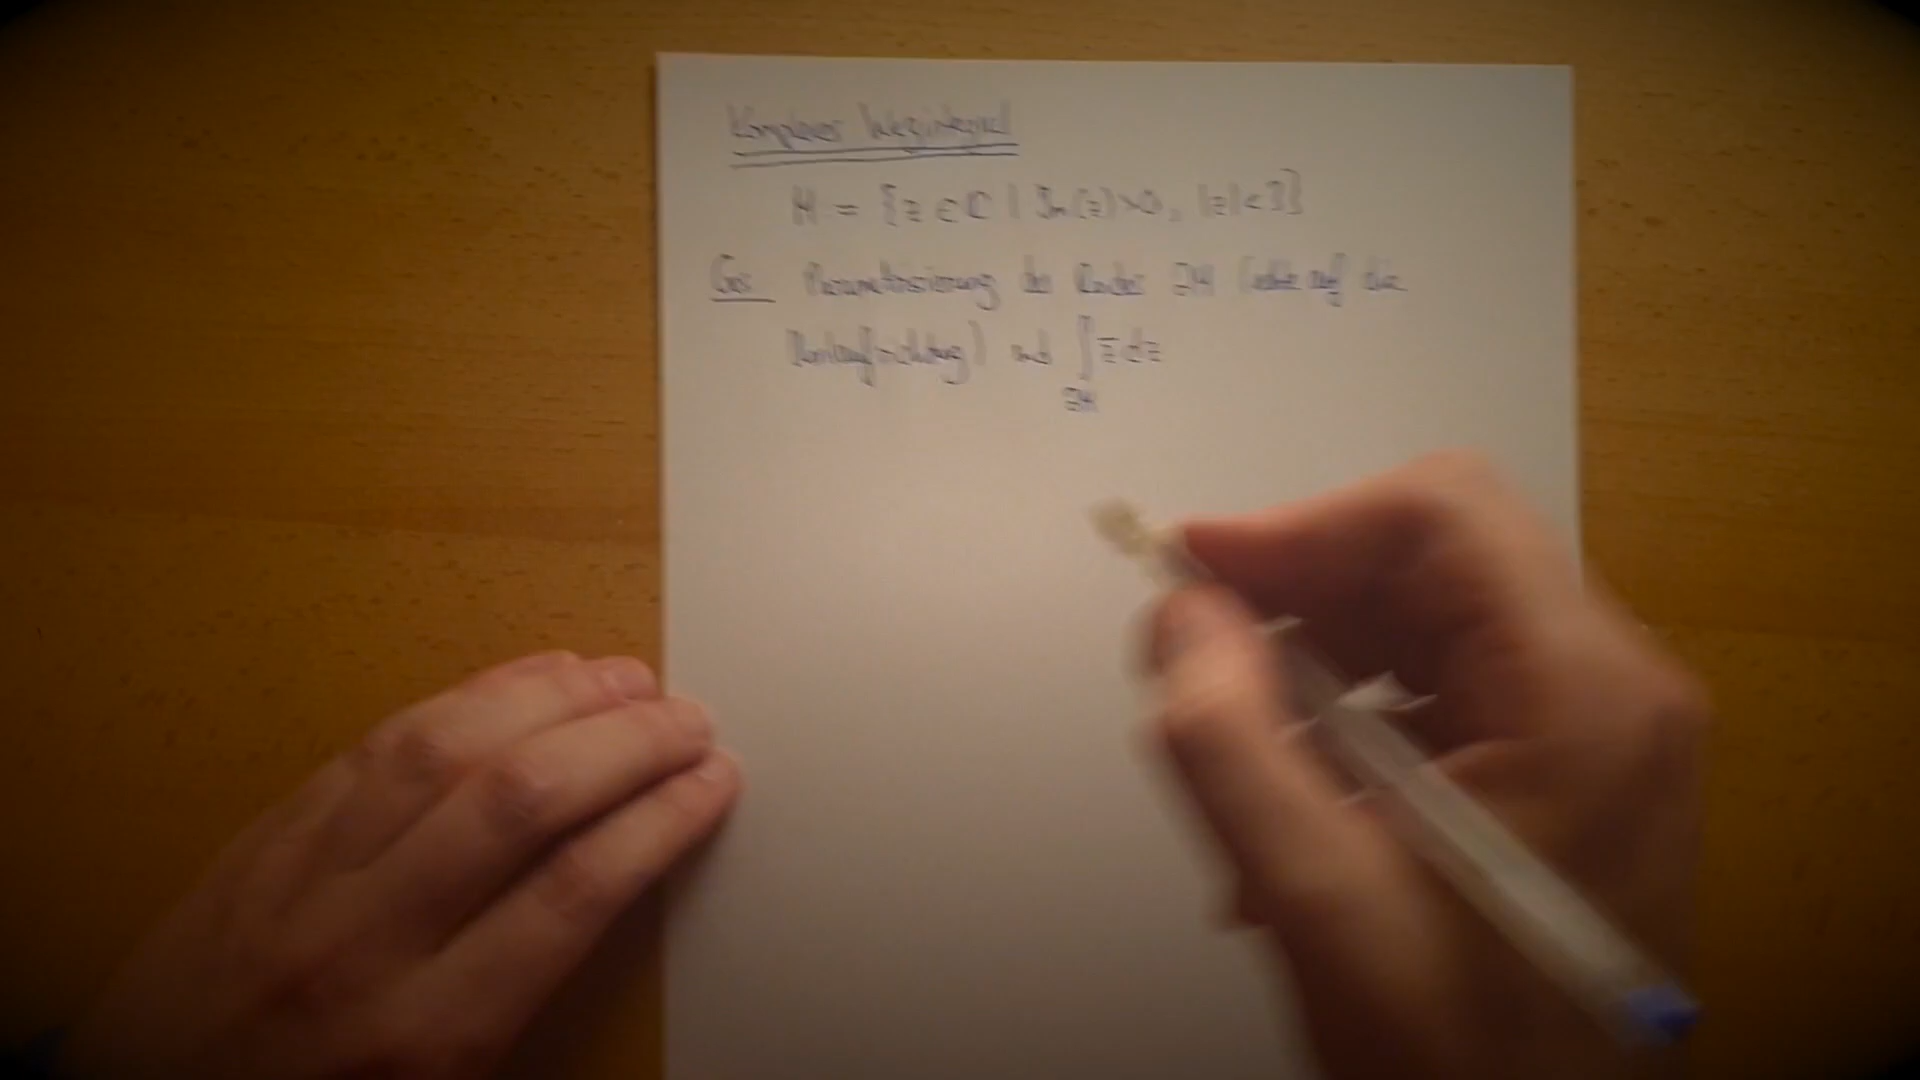 Komplexes Wegintegral
H = {z ∈ ℂ | Im(z)>0, |z|<3}
Ges. Parametrisierung des Randes ∂H (achte auf die
Durchlaufrichtung) und ∫ z̄ dz
∂H